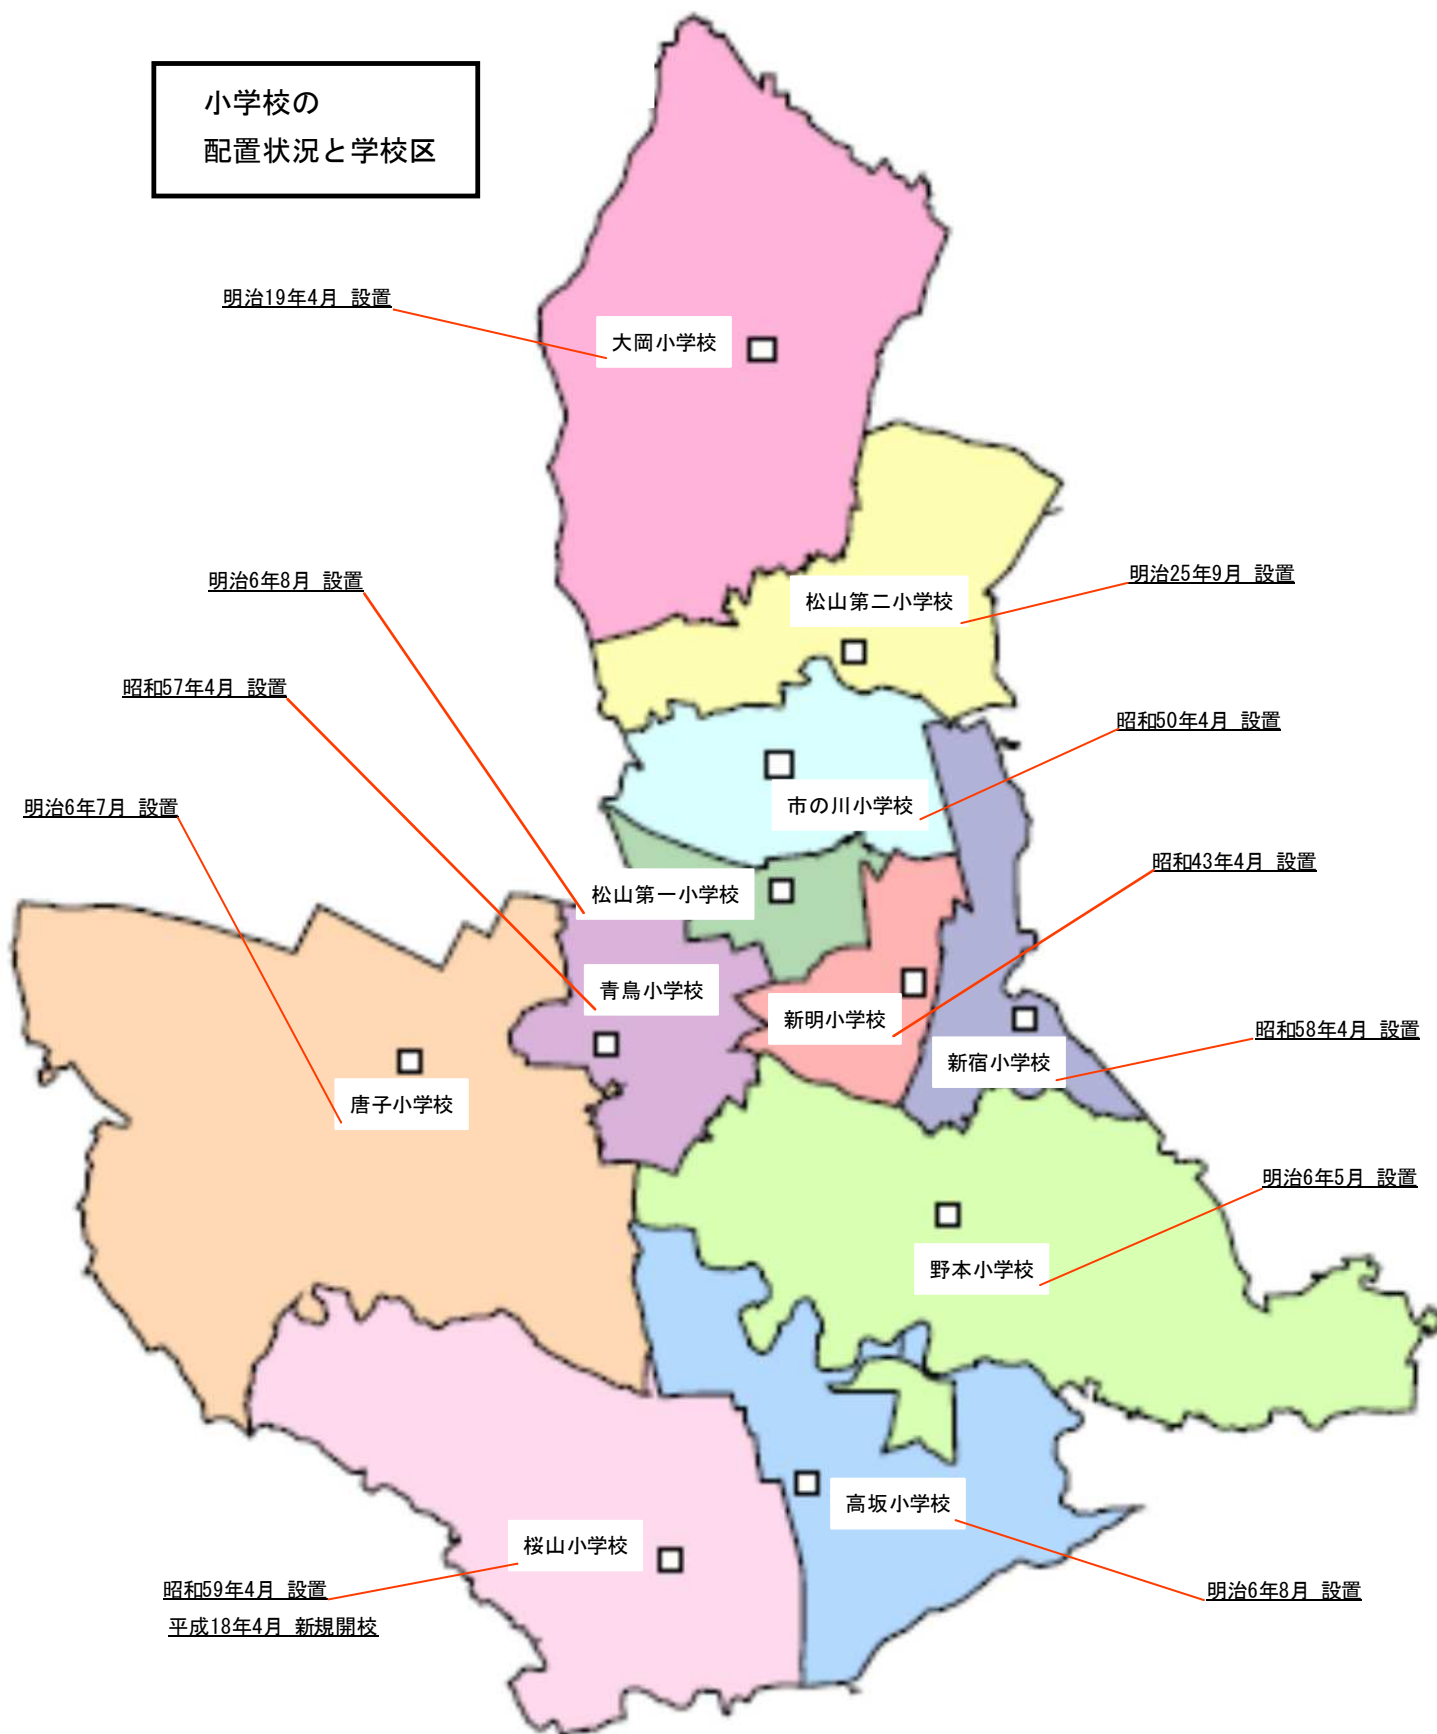 小学校の
配置状況と学校区
明治19年4月 設置
大岡小学校
明治6年8月 設置
明治25年9月 設置
松山第二小学校
昭和57年4月 設置
昭和50年4月 設置
市の川小学校
明治6年7月 設置
昭和43年4月 設置
松山第一小学校
青鳥小学校
新明小学校
昭和58年4月 設置
新宿小学校
唐子小学校
明治6年5月 設置
野本小学校
高坂小学校
桜山小学校
昭和59年4月 設置
平成18年4月 新規開校
明治6年8月 設置